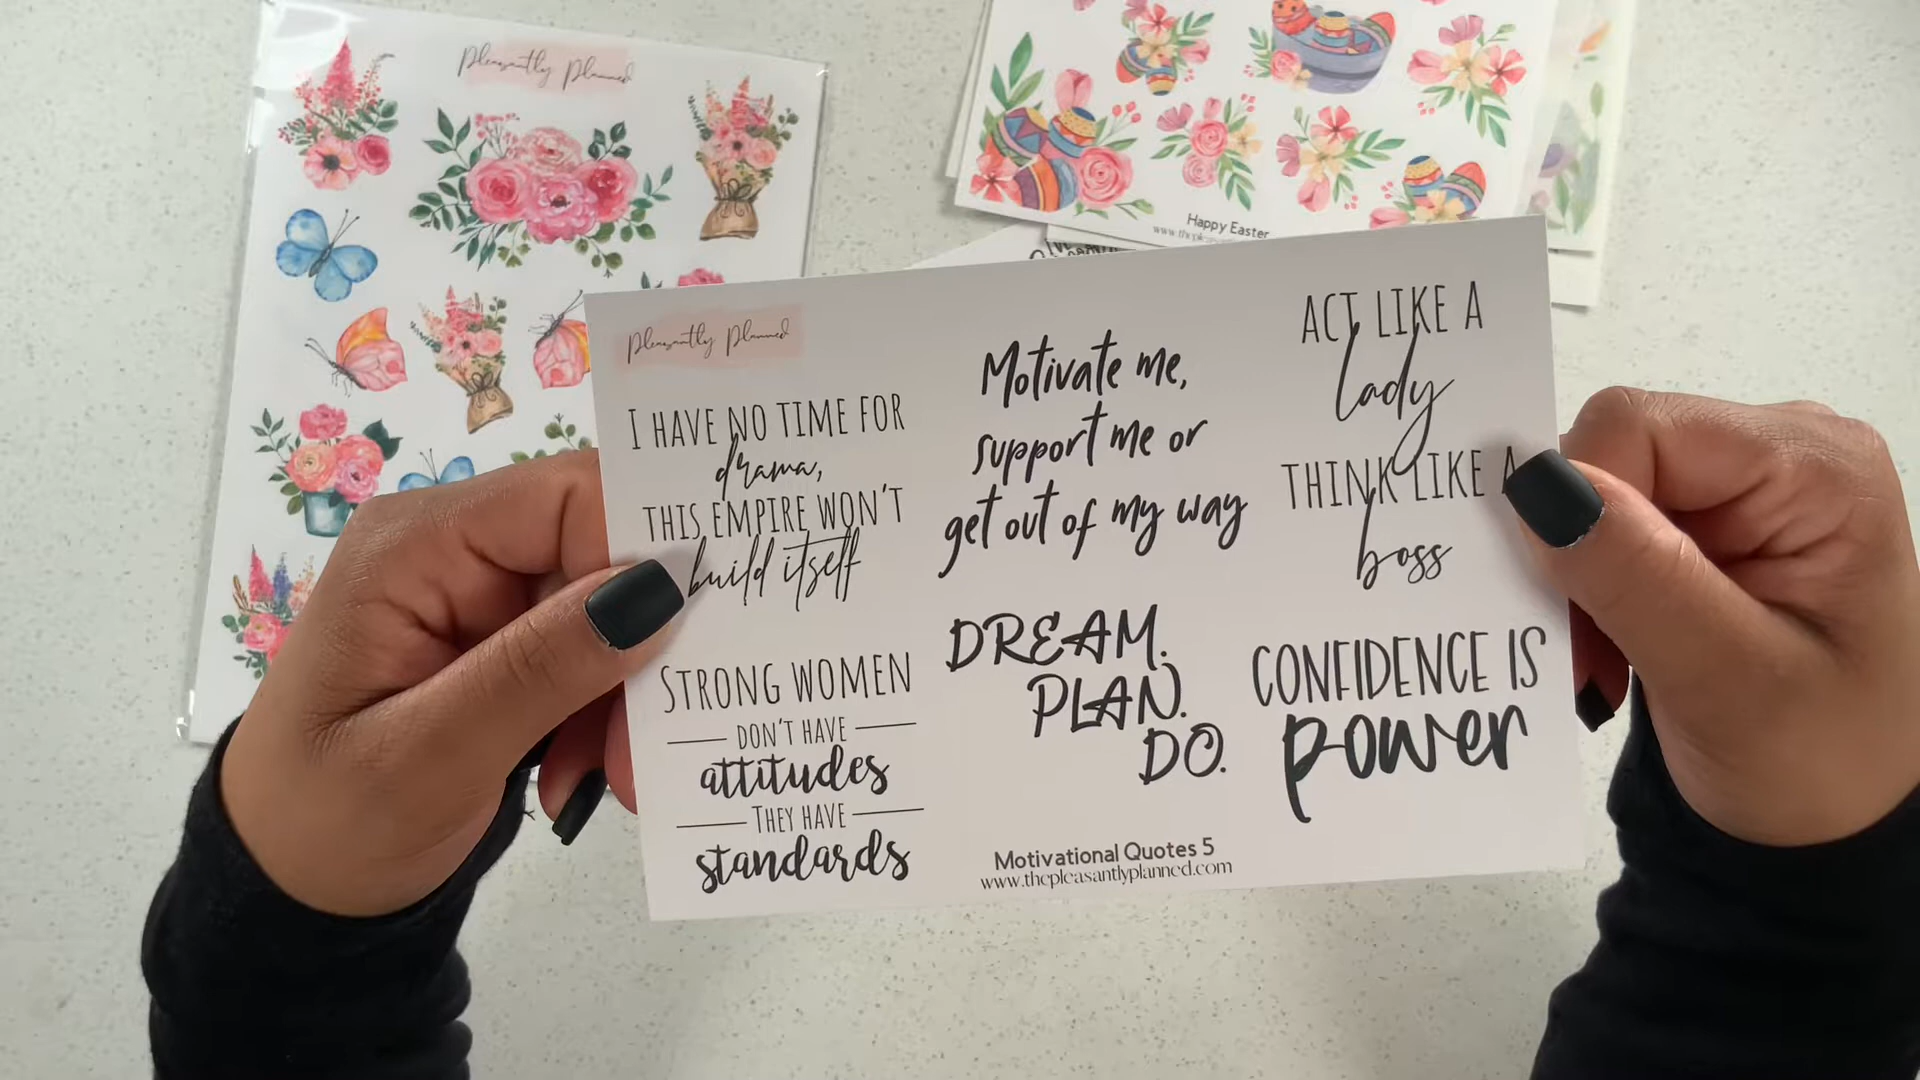 Pleasantly Planned
Happy Easter
Pleasantly Planned
I HAVE NO TIME FOR
drama,
THIS EMPIRE WON'T
build itself
STRONG WOMEN
DON'T HAVE
attitudes
THEY HAVE
standards
Motivate me,
support me or
get out of my way
DREAM.
PLAN.
DO.
ACT LIKE A
lady
THINK LIKE A
boss
CONFIDENCE IS
power
Motivational Quotes 5
www.thepleasantlyplanned.com